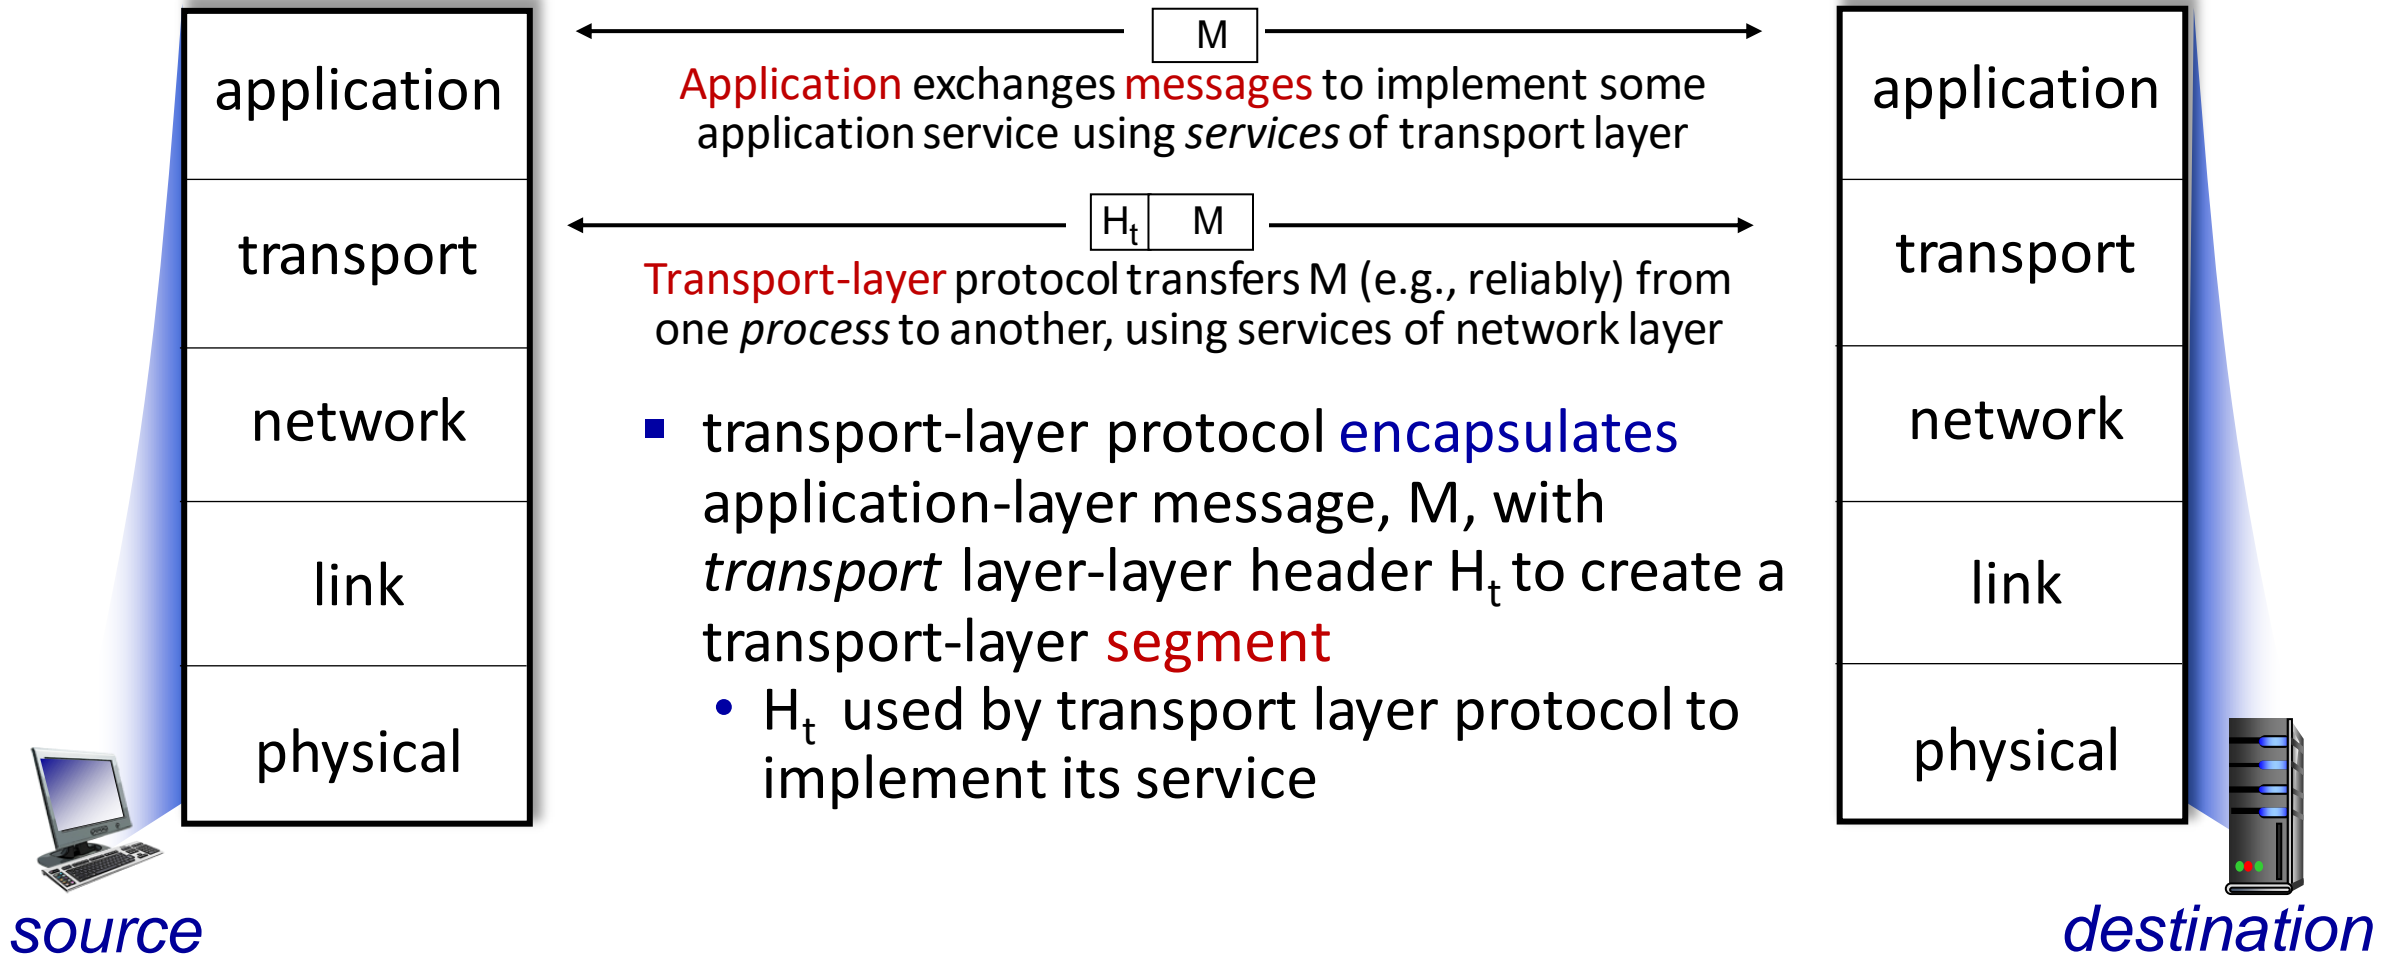 application
transport
network
link
physical
source
M
Application exchanges messages to implement some
application service using services of transport layer
Ht M
Transport-layer protocol transfers M (e.g., reliably) from
one process to another, using services of network layer
▪ transport-layer protocol encapsulates
application-layer message, M, with
transport layer-layer header Ht to create a
transport-layer segment
• Ht used by transport layer protocol to
implement its service
application
transport
network
link
physical
destination